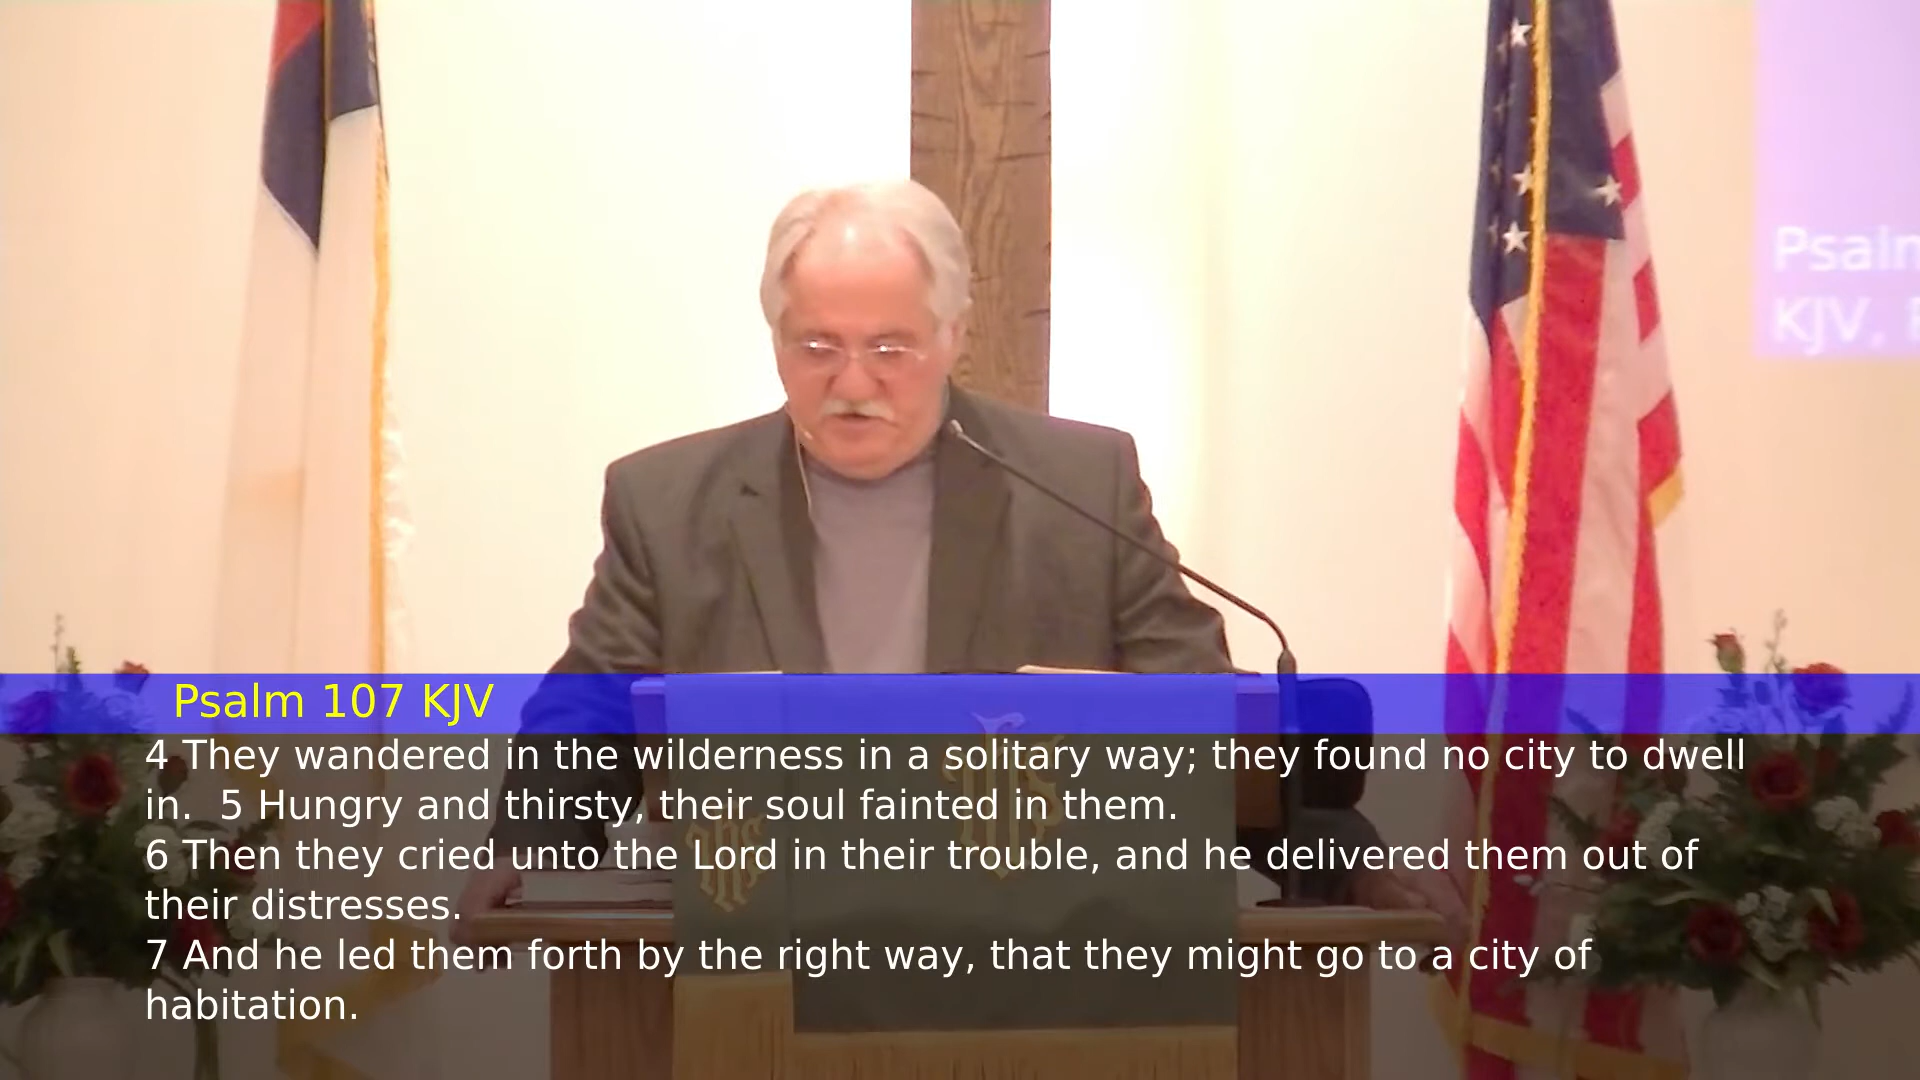 Psalm
KJV,
Psalm 107 KJV
4 They wandered in the wilderness in a solitary way; they found no city to dwell
in.  5 Hungry and thirsty, their soul fainted in them.
6 Then they cried unto the Lord in their trouble, and he delivered them out of
their distresses.
7 And he led them forth by the right way, that they might go to a city of
habitation.